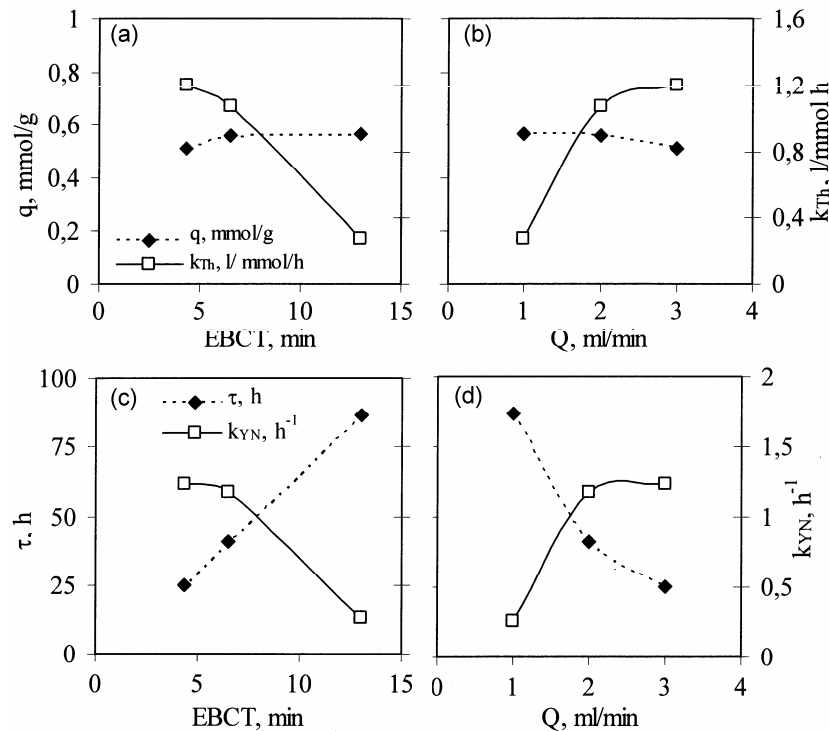 (a)
1
0,8
0,6
0,4
0,2
0
q, mmol/g
q, mmol/g
kTh, l/ mmol/h
0 5 10 15
EBCT, min
(b)
1,6
1,2
0,8
0,4
0
kTh, l/mmol h
0 1 2 3 4
Q, ml/min
(c)
100
75
50
25
0
τ, h
τ, h
kYN, h⁻¹
0 5 10 15
EBCT, min
(d)
2
1,5
1
0,5
0
kYN, h⁻¹
0 1 2 3 4
Q, ml/min